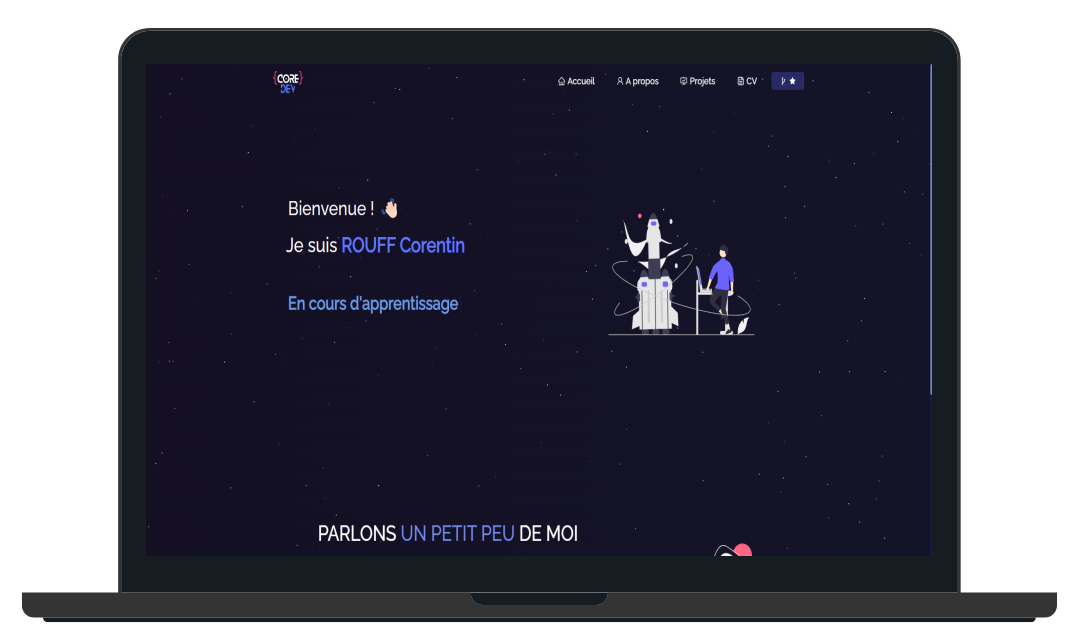 {CORE}
DEV
Accueil
A propos
Projets
CV
Bienvenue !
Je suis ROUFF Corentin
En cours d'apprentissage
PARLONS UN PETIT PEU DE MOI